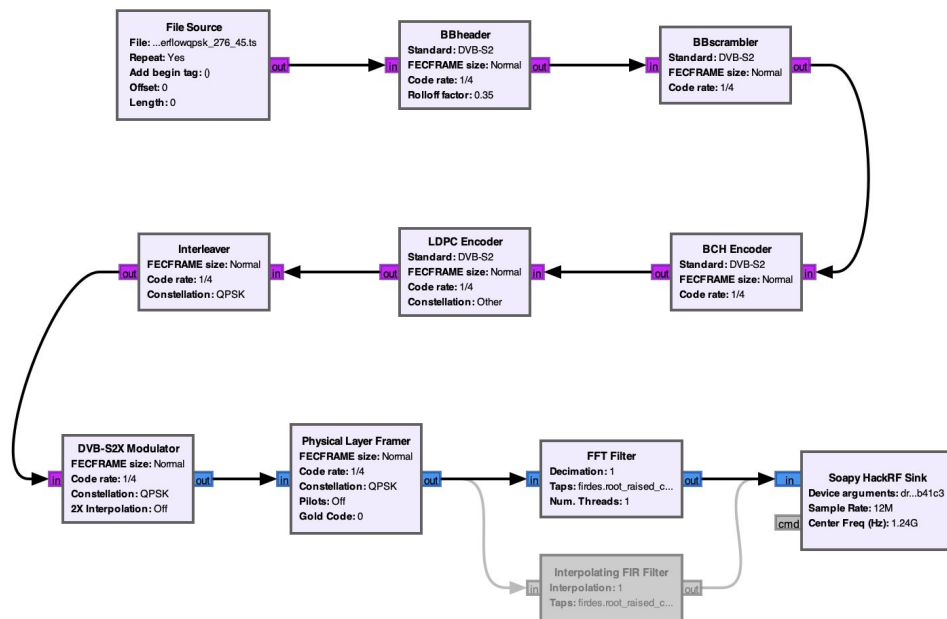 File Source
File: ...erflowqpsk_276_45.ts
Repeat: Yes
Add begin tag: ()
Offset: 0
Length: 0
out
in
BBheader
Standard: DVB-S2
FECFRAME size: Normal
Code rate: 1/4
Rolloff factor: 0.35
out
in
BBscrambler
Standard: DVB-S2
FECFRAME size: Normal
Code rate: 1/4
out
out
Interleaver
FECFRAME size: Normal
Code rate: 1/4
Constellation: QPSK
in
out
LDPC Encoder
Standard: DVB-S2
FECFRAME size: Normal
Code rate: 1/4
Constellation: Other
in
out
BCH Encoder
Standard: DVB-S2
FECFRAME size: Normal
Code rate: 1/4
in
in
DVB-S2X Modulator
FECFRAME size: Normal
Code rate: 1/4
Constellation: QPSK
2X Interpolation: Off
out
in
Physical Layer Framer
FECFRAME size: Normal
Code rate: 1/4
Constellation: QPSK
Pilots: Off
Gold Code: 0
out
in
FFT Filter
Decimation: 1
Taps: firdes.root_raised_c...
Num. Threads: 1
out
in
cmd
Soapy HackRF Sink
Device arguments: dr...b41c3
Sample Rate: 12M
Center Freq (Hz): 1.24G
in
Interpolating FIR Filter
Interpolation: 1
Taps: firdes.root_raised_c...
out